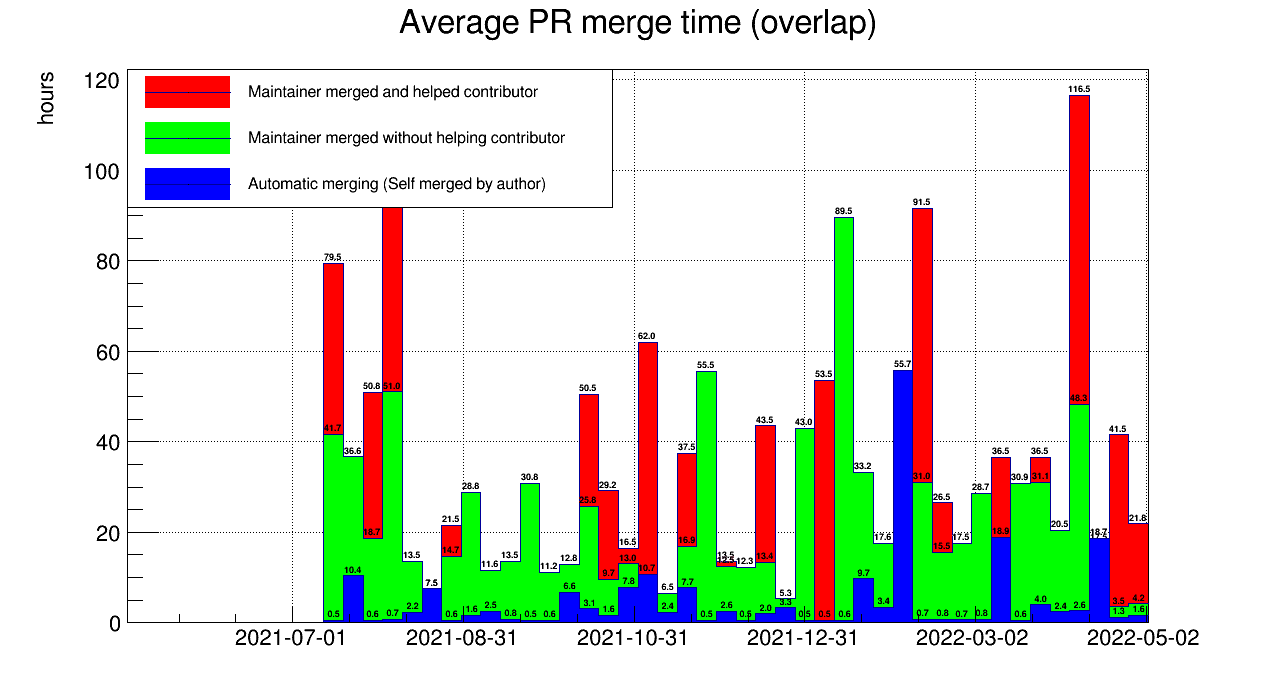 Average PR merge time (overlap)
hours
Maintainer merged and helped contributor
Maintainer merged without helping contributor
Automatic merging (Self merged by author)
120
100
80
60
40
20
0
116.5
91.5
89.5
79.5
62.0
55.5 55.7
53.5
50.8 51.0 50.5
48.3
41.7 43.5 43.0 41.5
36.6 37.5 36.5 36.5
33.2
28.8 30.8 29.2 31.0 28.7 30.9 31.1
25.8 26.5
21.5 20.5 21.8
18.7 16.5 16.9 17.6 17.5 18.9 18.7
13.5 14.7 11.6 13.5 11.2 12.8 13.0 13.5 12.3 13.4 15.5
10.4 9.7 10.7 9.7
7.5 6.6 7.8 6.5 7.7 5.3
2.2 1.6 2.5 3.1 1.6 2.4 2.6 2.0 3.3 3.4 4.0 2.4 2.6 3.5 4.2
0.5 0.6 0.7 0.6 0.8 0.5 0.6 0.5 0.5 0.5 0.6 0.7 0.8 0.7 0.8 0.6 1.3 1.6
2021-07-01 2021-08-31 2021-10-31 2021-12-31 2022-03-02 2022-05-02